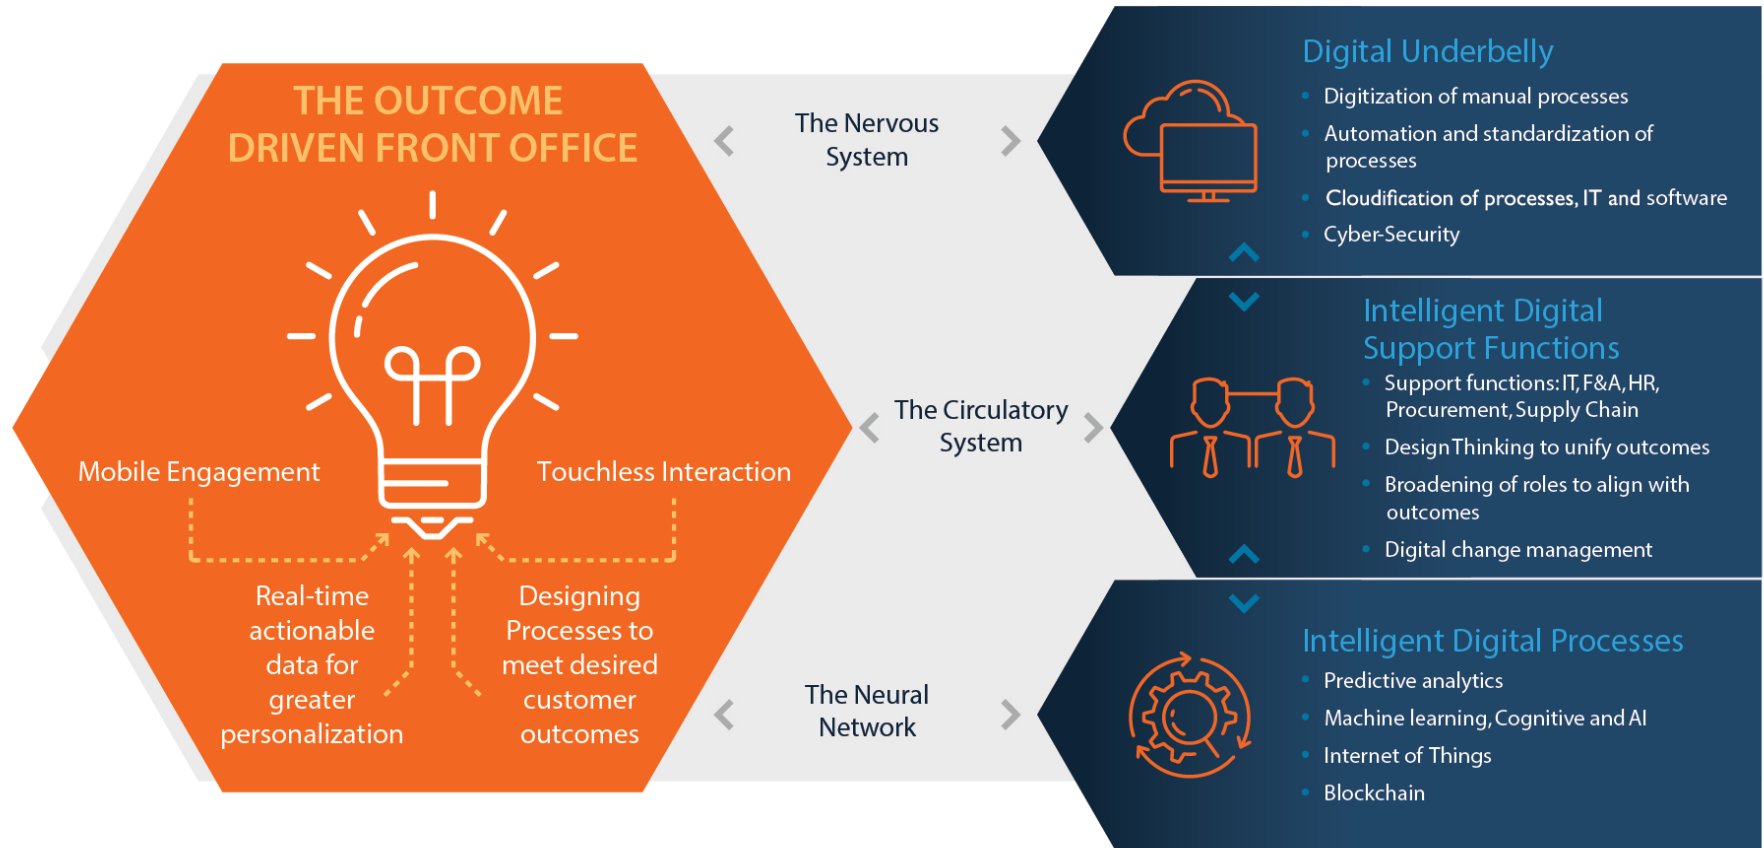 THE OUTCOME
DRIVEN FRONT OFFICE
Mobile Engagement
Touchless Interaction
Real-time
actionable
data for
greater
personalization
Designing
Processes to
meet desired
customer
outcomes
The Nervous
System
The Circulatory
System
The Neural
Network
Digital Underbelly
• Digitization of manual processes
• Automation and standardization of
processes
• Cloudification of processes, IT and software
• Cyber-Security
Intelligent Digital
Support Functions
• Support functions: IT, F&A, HR,
Procurement, Supply Chain
• Design Thinking to unify outcomes
• Broadening of roles to align with
outcomes
• Digital change management
Intelligent Digital Processes
• Predictive analytics
• Machine learning, Cognitive and AI
• Internet of Things
• Blockchain